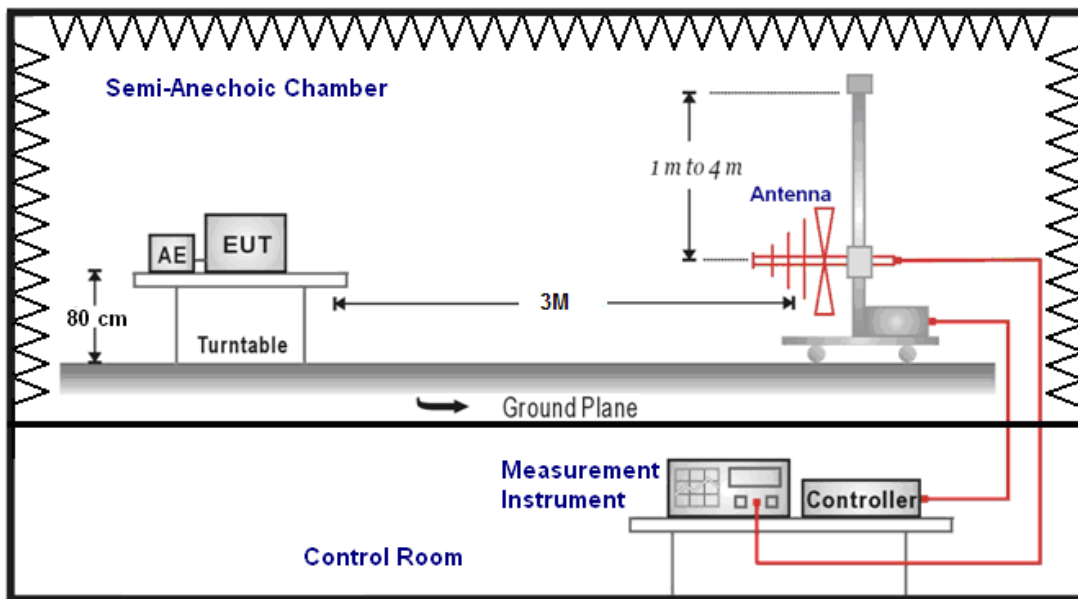 Semi-Anechoic Chamber
1 m to 4 m
Antenna
AE
EUT
80 cm
3M
Turntable
Ground Plane
Measurement
Instrument
Controller
Control Room